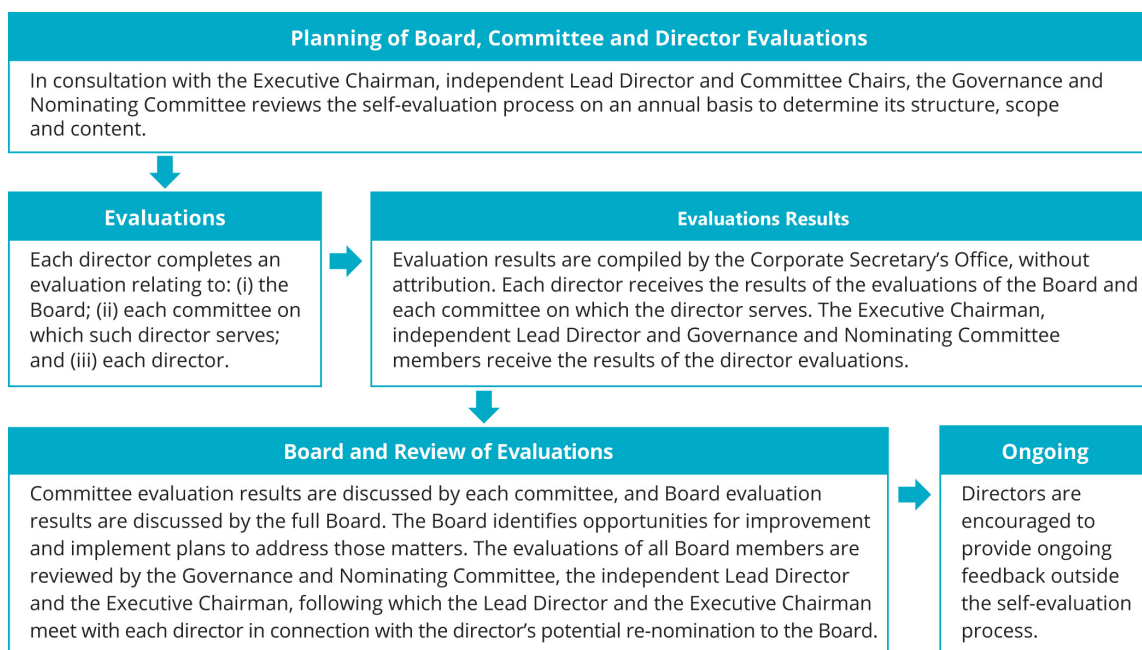 Planning of Board, Committee and Director Evaluations
In consultation with the Executive Chairman, independent Lead Director and Committee Chairs, the Governance and
Nominating Committee reviews the self-evaluation process on an annual basis to determine its structure, scope
and content.
Evaluations
Each director completes an
evaluation relating to: (i) the
Board; (ii) each committee on
which such director serves;
and (iii) each director.
Evaluations Results
Evaluation results are compiled by the Corporate Secretary’s Office, without
attribution. Each director receives the results of the evaluations of the Board and
each committee on which the director serves. The Executive Chairman,
independent Lead Director and Governance and Nominating Committee
members receive the results of the director evaluations.
Board and Review of Evaluations
Committee evaluation results are discussed by each committee, and Board evaluation
results are discussed by the full Board. The Board identifies opportunities for improvement
and implement plans to address those matters. The evaluations of all Board members are
reviewed by the Governance and Nominating Committee, the independent Lead Director
and the Executive Chairman, following which the Lead Director and the Executive Chairman
meet with each director in connection with the director’s potential re-nomination to the Board.
Ongoing
Directors are
encouraged to
provide ongoing
feedback outside
the self-evaluation
process.